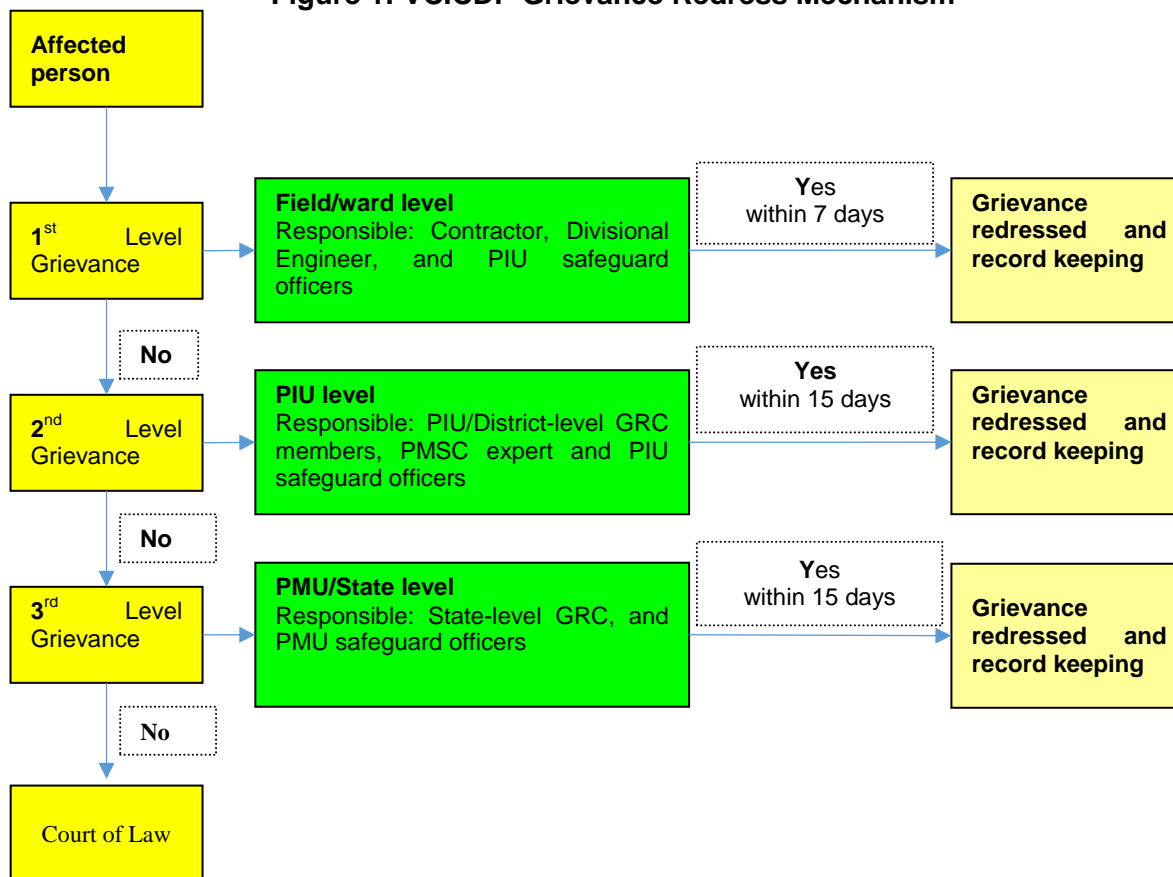 Figure 1: VCICDP Grievance Redress Mechanism
Affected
person
1st Level
Grievance
Field/ward level
Responsible: Contractor, Divisional
Engineer, and PIU safeguard
officers
Yes
within 7 days
Grievance
redressed and
record keeping
No
2nd Level
Grievance
PIU level
Responsible: PIU/District-level GRC
members, PMSC expert and PIU
safeguard officers
Yes
within 15 days
Grievance
redressed and
record keeping
No
3rd Level
Grievance
PMU/State level
Responsible: State-level GRC, and
PMU safeguard officers
Yes
within 15 days
Grievance
redressed and
record keeping
No
Court of Law